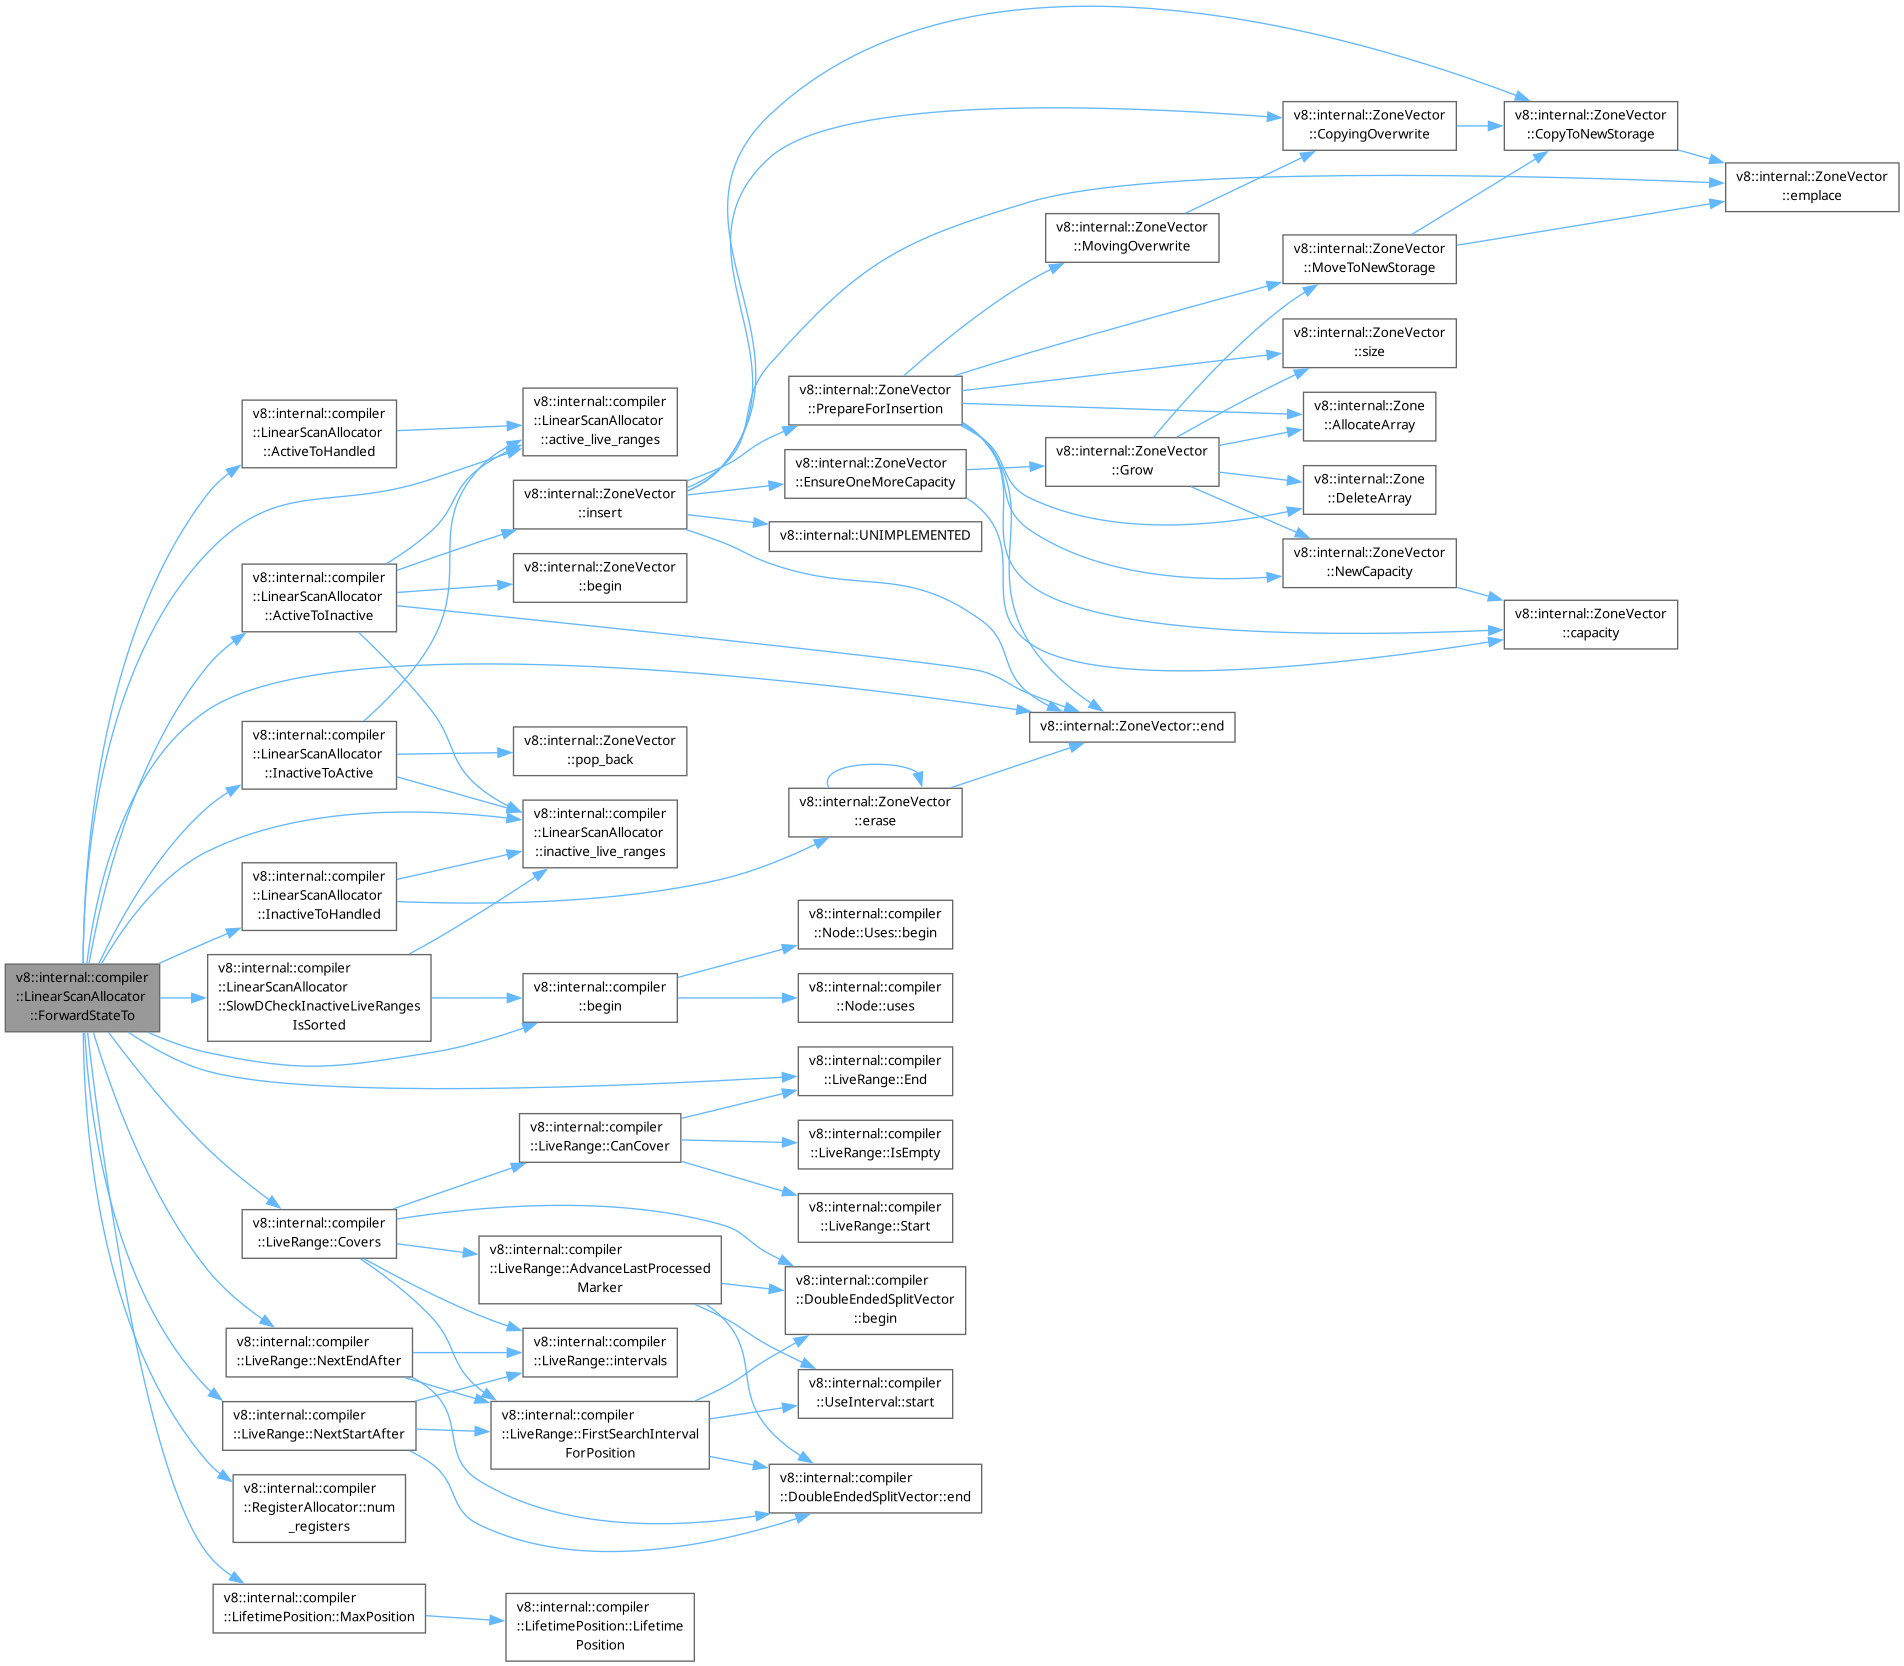 v8::internal::compiler
::LinearScanAllocator
::ForwardStateTo
v8::internal::compiler
::LinearScanAllocator
::ActiveToHandled
v8::internal::compiler
::LinearScanAllocator
::active_live_ranges
v8::internal::compiler
::LinearScanAllocator
::ActiveToInactive
v8::internal::ZoneVector
::insert
v8::internal::ZoneVector
::begin
v8::internal::ZoneVector
::PrepareForInsertion
v8::internal::ZoneVector
::EnsureOneMoreCapacity
v8::internal::UNIMPLEMENTED
v8::internal::ZoneVector
::MovingOverwrite
v8::internal::ZoneVector
::Grow
v8::internal::ZoneVector
::CopyingOverwrite
v8::internal::ZoneVector
::MoveToNewStorage
v8::internal::ZoneVector
::size
v8::internal::Zone
::AllocateArray
v8::internal::Zone
::DeleteArray
v8::internal::ZoneVector
::NewCapacity
v8::internal::ZoneVector
::CopyToNewStorage
v8::internal::ZoneVector
::emplace
v8::internal::ZoneVector
::capacity
v8::internal::ZoneVector::end
v8::internal::compiler
::LinearScanAllocator
::InactiveToActive
v8::internal::ZoneVector
::pop_back
v8::internal::compiler
::LinearScanAllocator
::inactive_live_ranges
v8::internal::ZoneVector
::erase
v8::internal::compiler
::LinearScanAllocator
::InactiveToHandled
v8::internal::compiler
::LinearScanAllocator
::SlowDCheckInactiveLiveRanges
IsSorted
v8::internal::compiler
::begin
v8::internal::compiler
::Node::Uses::begin
v8::internal::compiler
::Node::uses
v8::internal::compiler
::LiveRange::End
v8::internal::compiler
::LiveRange::CanCover
v8::internal::compiler
::LiveRange::IsEmpty
v8::internal::compiler
::LiveRange::Start
v8::internal::compiler
::LiveRange::Covers
v8::internal::compiler
::LiveRange::AdvanceLastProcessed
Marker
v8::internal::compiler
::DoubleEndedSplitVector
::begin
v8::internal::compiler
::LiveRange::NextEndAfter
v8::internal::compiler
::LiveRange::intervals
v8::internal::compiler
::UseInterval::start
v8::internal::compiler
::LiveRange::NextStartAfter
v8::internal::compiler
::LiveRange::FirstSearchInterval
ForPosition
v8::internal::compiler
::DoubleEndedSplitVector::end
v8::internal::compiler
::RegisterAllocator::num
_registers
v8::internal::compiler
::LifetimePosition::MaxPosition
v8::internal::compiler
::LifetimePosition::Lifetime
Position